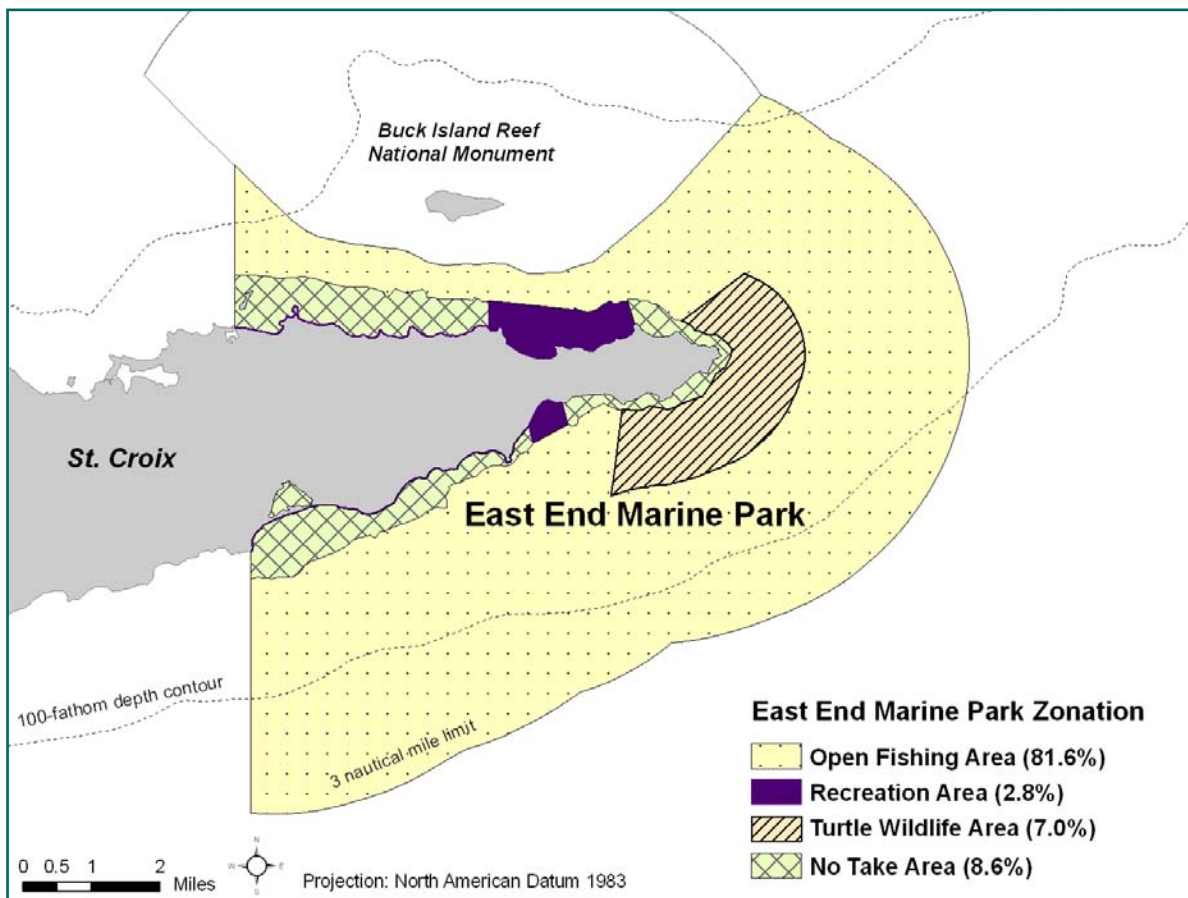 Buck Island Reef
National Monument
St. Croix
East End Marine Park
100-fathom depth contour
3 nautical mile limit
East End Marine Park Zonation
Open Fishing Area (81.6%)
Recreation Area (2.8%)
Turtle Wildlife Area (7.0%)
No Take Area (8.6%)
0 0.5 1 2
Miles
N
W E
S
Projection: North American Datum 1983